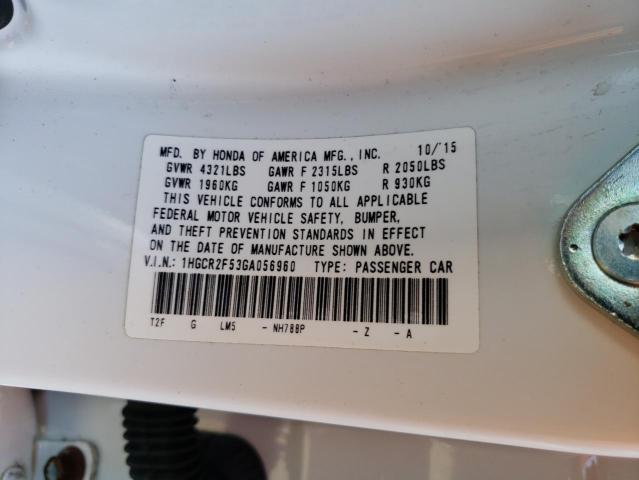 MFD. BY HONDA OF AMERICA MFG., INC. 10/'15
GVWR 4321LBS GAWR F 2315LBS R 2050LBS
GVWR 1960KG GAWR F 1050KG R 930KG
THIS VEHICLE CONFORMS TO ALL APPLICABLE
FEDERAL MOTOR VEHICLE SAFETY, BUMPER,
AND THEFT PREVENTION STANDARDS IN EFFECT
ON THE DATE OF MANUFACTURE SHOWN ABOVE.
V.I.N.: 1HGCR2F53GA056960 TYPE: PASSENGER CAR
T2F G LM5 - NH788P - Z - A